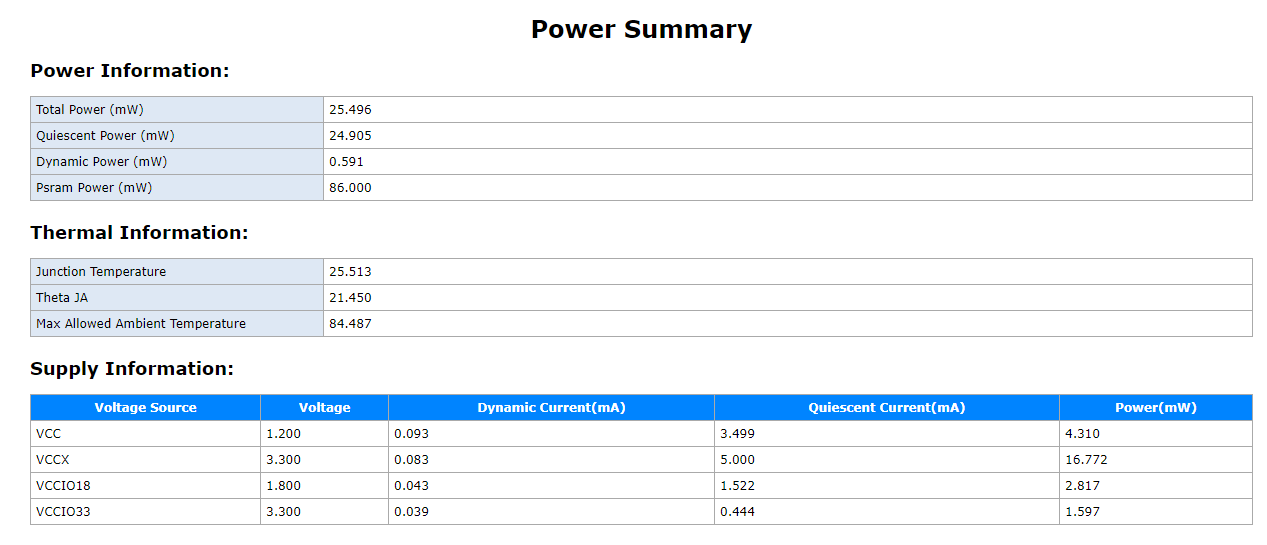 Power Summary
Power Information:
Total Power (mW) 25.496
Quiescent Power (mW) 24.905
Dynamic Power (mW) 0.591
Psram Power (mW) 86.000
Thermal Information:
Junction Temperature 25.513
Theta JA 21.450
Max Allowed Ambient Temperature 84.487
Supply Information:
Voltage Source Voltage Dynamic Current(mA) Quiescent Current(mA) Power(mW)
VCC 1.200 0.093 3.499 4.310
VCCX 3.300 0.083 5.000 16.772
VCCIO18 1.800 0.043 1.522 2.817
VCCIO33 3.300 0.039 0.444 1.597